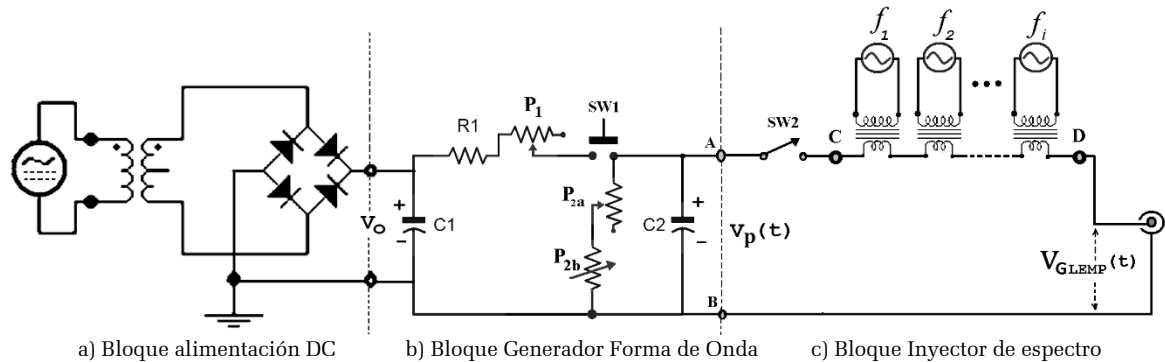 f1
f2
fi
P1
SW1
R1
A
SW2
C
D
P2a
V0
+
C1
−
C2
+
−
Vp(t)
P2b
VGLEMP(t)
B
a) Bloque alimentación DC
b) Bloque Generador Forma de Onda
c) Bloque Inyector de espectro